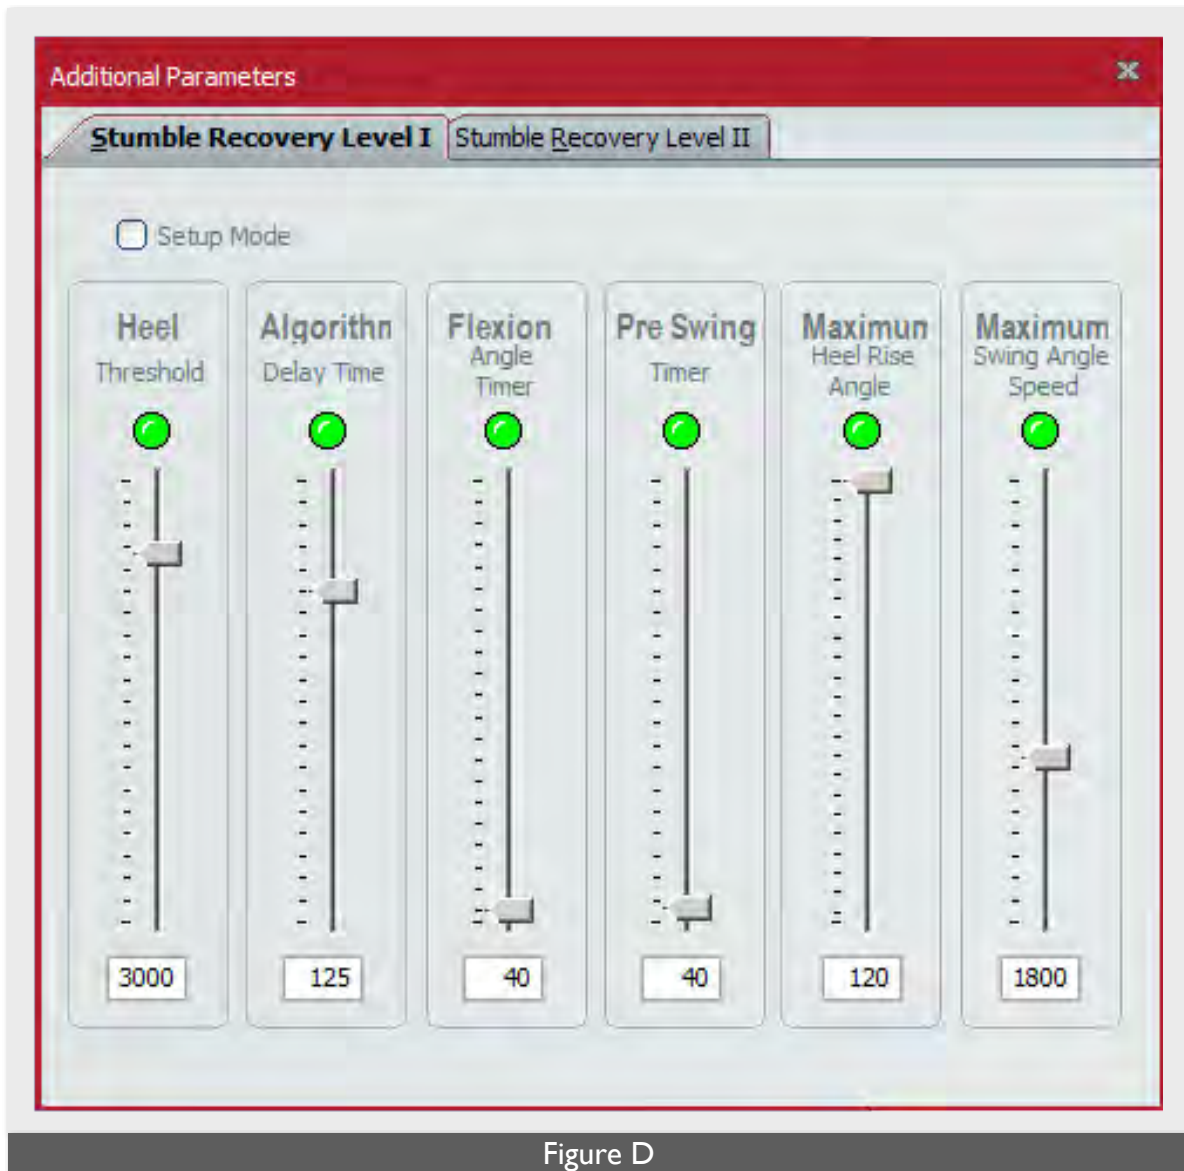 Additional Parameters
Stumble Recovery Level I
Stumble Recovery Level II
Setup Mode
Heel
Threshold
3000
Algorithn
Delay Time
125
Flexion
Angle
Timer
40
Pre Swing
Timer
40
Maximun
Heel Rise
Angle
120
Maximum
Swing Angle
Speed
1800
Figure D